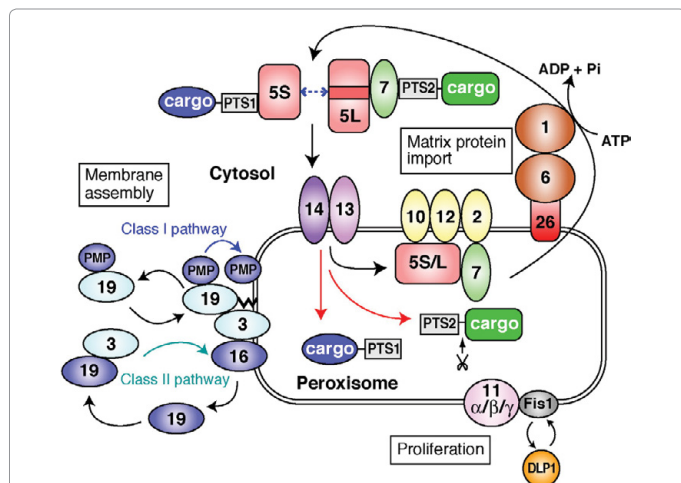 ADP + Pi
cargo
PTS1
5S
5L
7
PTS2
cargo
1
ATP
Matrix protein
import
6
26
Cytosol
Membrane
assembly
Class I pathway
14
13
10
12
2
PMP
PMP
PMP
19
19
5S/L
7
3
3
16
19
Class II pathway
19
PTS2
cargo
cargo
PTS1
Peroxisome
11
α/β/γ
Fis1
Proliferation
DLP1